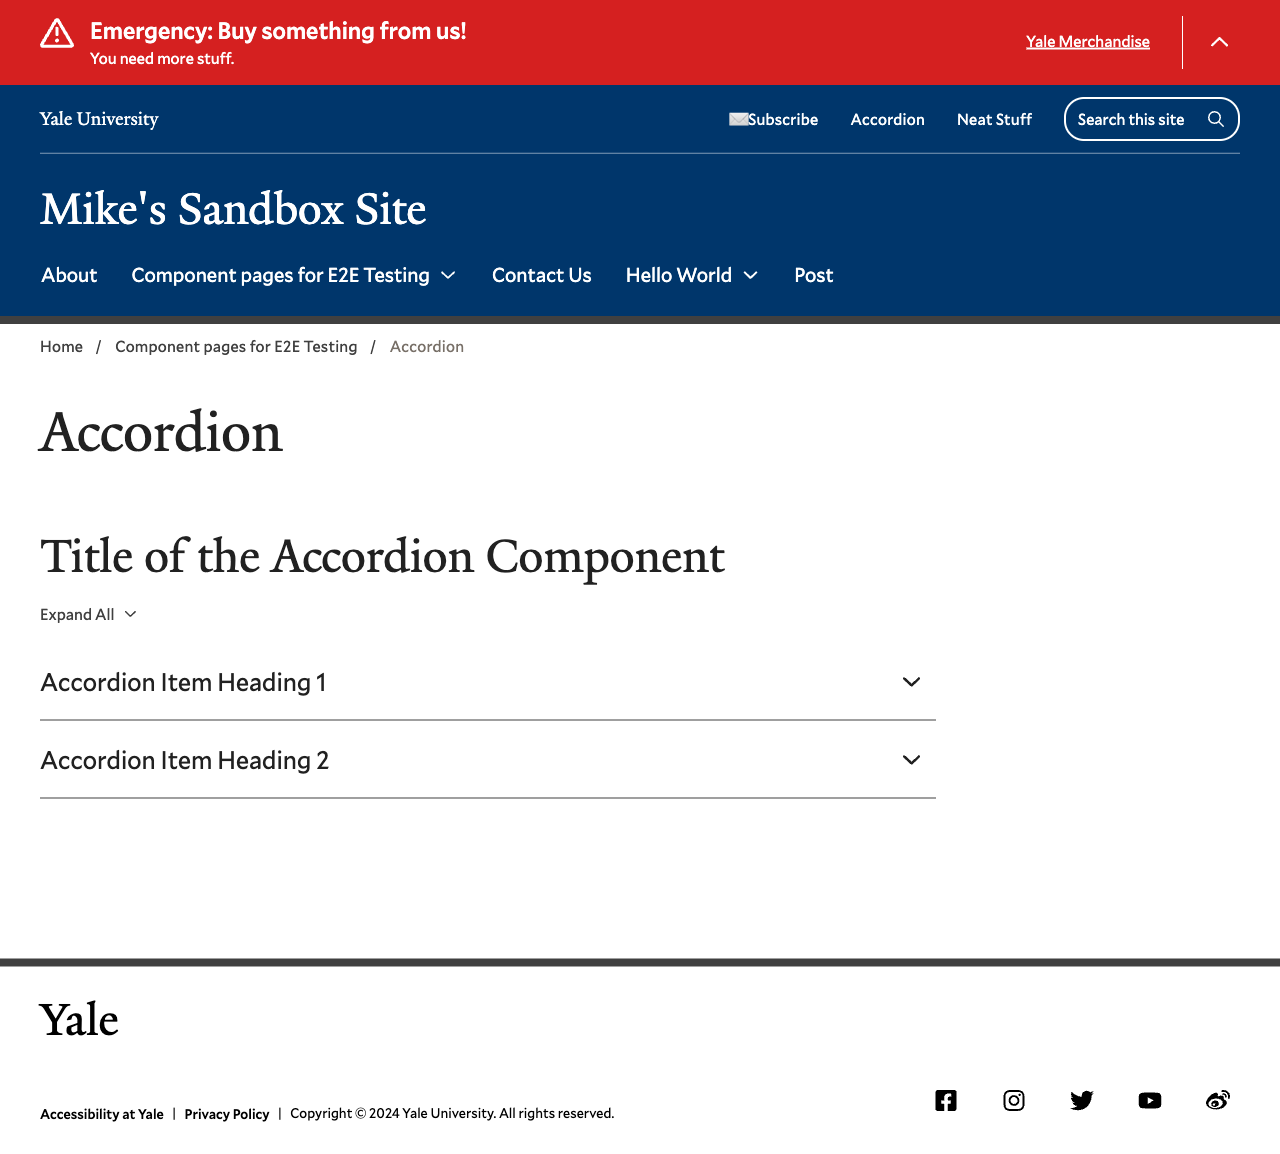 Emergency: Buy something from us!
You need more stuff.
Yale Merchandise
Yale University
Subscribe
Accordion
Neat Stuff
Search this site
Mike's Sandbox Site
About
Component pages for E2E Testing
Contact Us
Hello World
Post
Home / Component pages for E2E Testing / Accordion
Accordion
Title of the Accordion Component
Expand All
Accordion Item Heading 1
Accordion Item Heading 2
Yale
Accessibility at Yale | Privacy Policy | Copyright © 2024 Yale University. All rights reserved.